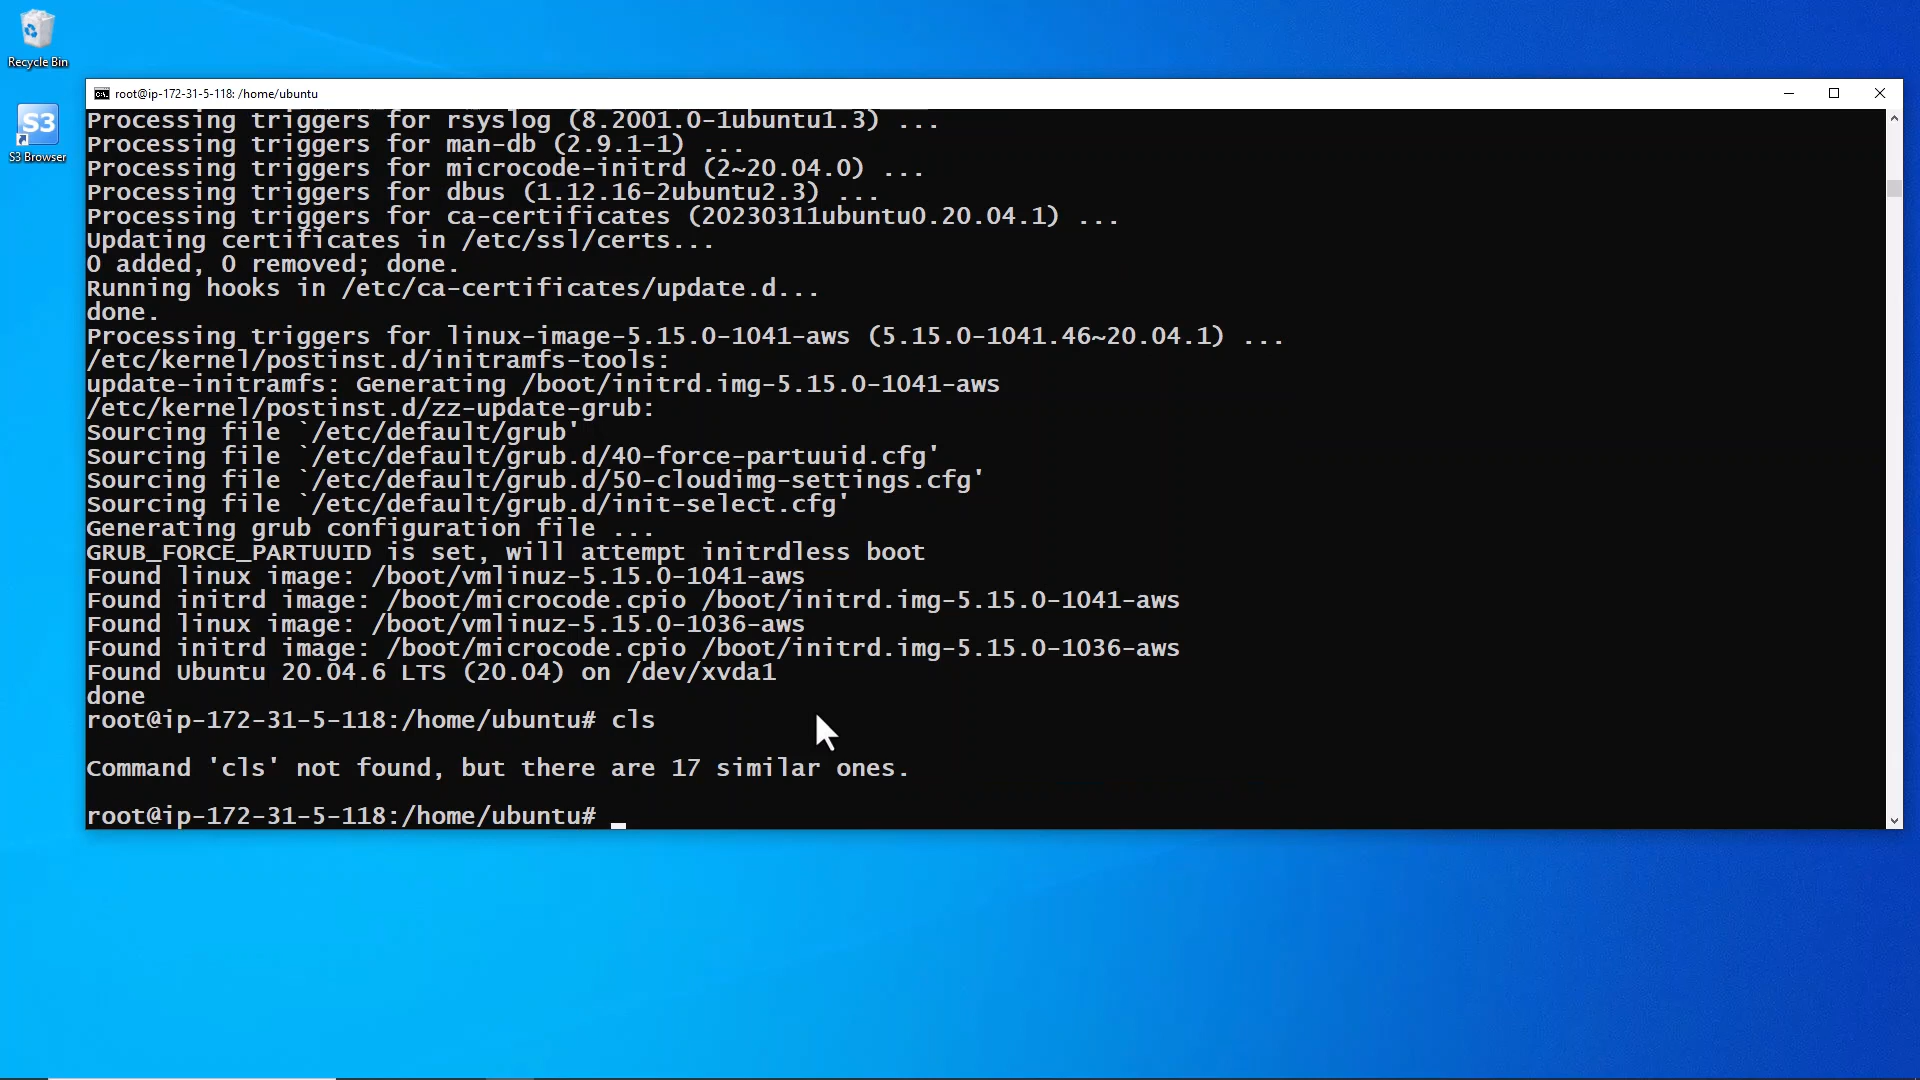 Recycle Bin
S3
S3 Browser
root@ip-172-31-5-118: /home/ubuntu
Processing triggers for rsyslog (8.2001.0-1ubuntu1.3) ...
Processing triggers for man-db (2.9.1-1) ...
Processing triggers for microcode-initrd (2~20.04.0) ...
Processing triggers for dbus (1.12.16-2ubuntu2.3) ...
Processing triggers for ca-certificates (20230311ubuntu0.20.04.1) ...
Updating certificates in /etc/ssl/certs...
0 added, 0 removed; done.
Running hooks in /etc/ca-certificates/update.d...
done.
Processing triggers for linux-image-5.15.0-1041-aws (5.15.0-1041.46~20.04.1) ...
/etc/kernel/postinst.d/initramfs-tools:
update-initramfs: Generating /boot/initrd.img-5.15.0-1041-aws
/etc/kernel/postinst.d/zz-update-grub:
Sourcing file `/etc/default/grub'
Sourcing file `/etc/default/grub.d/40-force-partuuid.cfg'
Sourcing file `/etc/default/grub.d/50-cloudimg-settings.cfg'
Sourcing file `/etc/default/grub.d/init-select.cfg'
Generating grub configuration file ...
GRUB_FORCE_PARTUUID is set, will attempt initrdless boot
Found linux image: /boot/vmlinuz-5.15.0-1041-aws
Found initrd image: /boot/microcode.cpio /boot/initrd.img-5.15.0-1041-aws
Found linux image: /boot/vmlinuz-5.15.0-1036-aws
Found initrd image: /boot/microcode.cpio /boot/initrd.img-5.15.0-1036-aws
Found Ubuntu 20.04.6 LTS (20.04) on /dev/xvda1
done
root@ip-172-31-5-118:/home/ubuntu# cls
Command 'cls' not found, but there are 17 similar ones.
root@ip-172-31-5-118:/home/ubuntu#